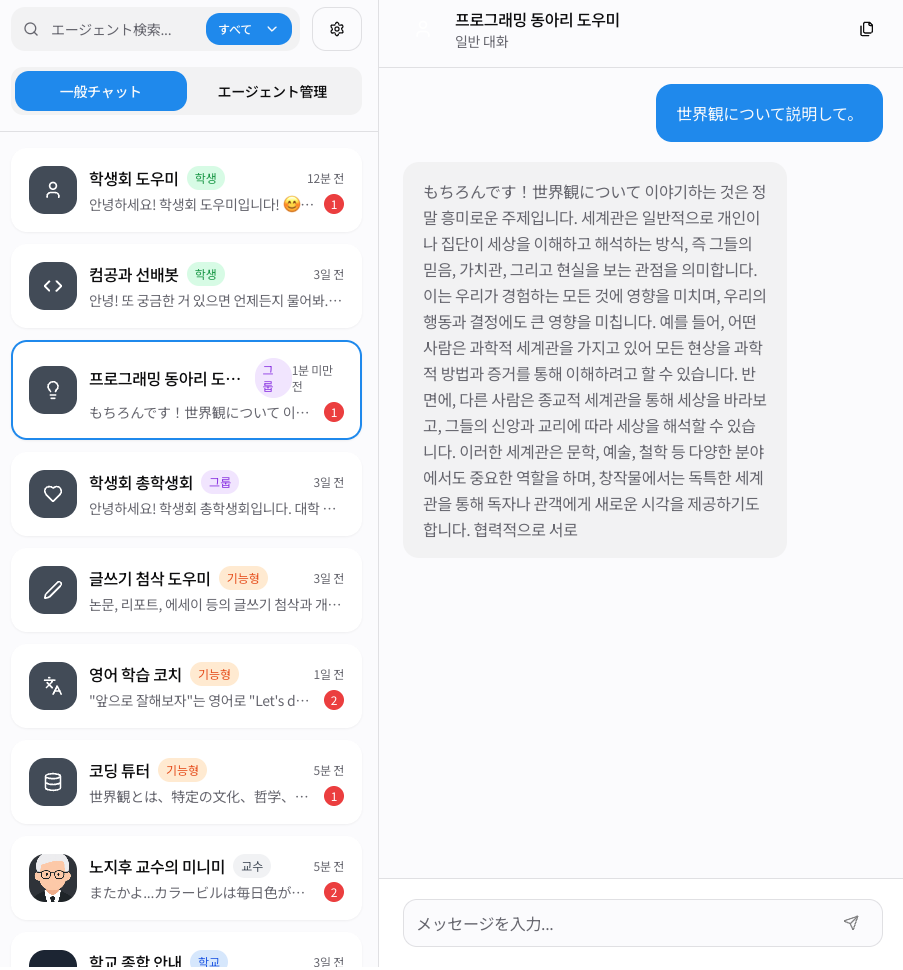 エージェント検索...
すべて
一般チャット
エージェント管理
학생회 도우미
학생
12분 전
안녕하세요! 학생회 도우미입니다! 😊…
1
컴공과 선배봇
학생
3일 전
안녕! 또 궁금한 거 있으면 언제든지 물어봐.…
프로그래밍 동아리 도…
그
룹
1분 미만
전
もちろんです！世界観について 이…
1
학생회 총학생회
그룹
3일 전
안녕하세요! 학생회 총학생회입니다. 대학 …
글쓰기 첨삭 도우미
기능형
3일 전
논문, 리포트, 에세이 등의 글쓰기 첨삭과 개…
영어 학습 코치
기능형
1일 전
"앞으로 잘해보자"는 영어로 "Let's d…
2
코딩 튜터
기능형
5분 전
世界観とは、特定の文化、哲学、…
1
노지후 교수의 미니미
교수
5분 전
またかよ...カラービルは毎日色が…
2
학교 종합 안내
학교
3일 전
프로그래밍 동아리 도우미
일반 대화
世界観について説明して。
もちろんです！世界観について 이야기하는 것은 정
말 흥미로운 주제입니다. 세계관은 일반적으로 개인이
나 집단이 세상을 이해하고 해석하는 방식, 즉 그들의
믿음, 가치관, 그리고 현실을 보는 관점을 의미합니다.
이는 우리가 경험하는 모든 것에 영향을 미치며, 우리의
행동과 결정에도 큰 영향을 미칩니다. 예를 들어, 어떤
사람은 과학적 세계관을 가지고 있어 모든 현상을 과학
적 방법과 증거를 통해 이해하려고 할 수 있습니다. 반
면에, 다른 사람은 종교적 세계관을 통해 세상을 바라보
고, 그들의 신앙과 교리에 따라 세상을 해석할 수 있습
니다. 이러한 세계관은 문학, 예술, 철학 등 다양한 분야
에서도 중요한 역할을 하며, 창작물에서는 독특한 세계
관을 통해 독자나 관객에게 새로운 시각을 제공하기도
합니다. 협력적으로 서로
メッセージを入力...